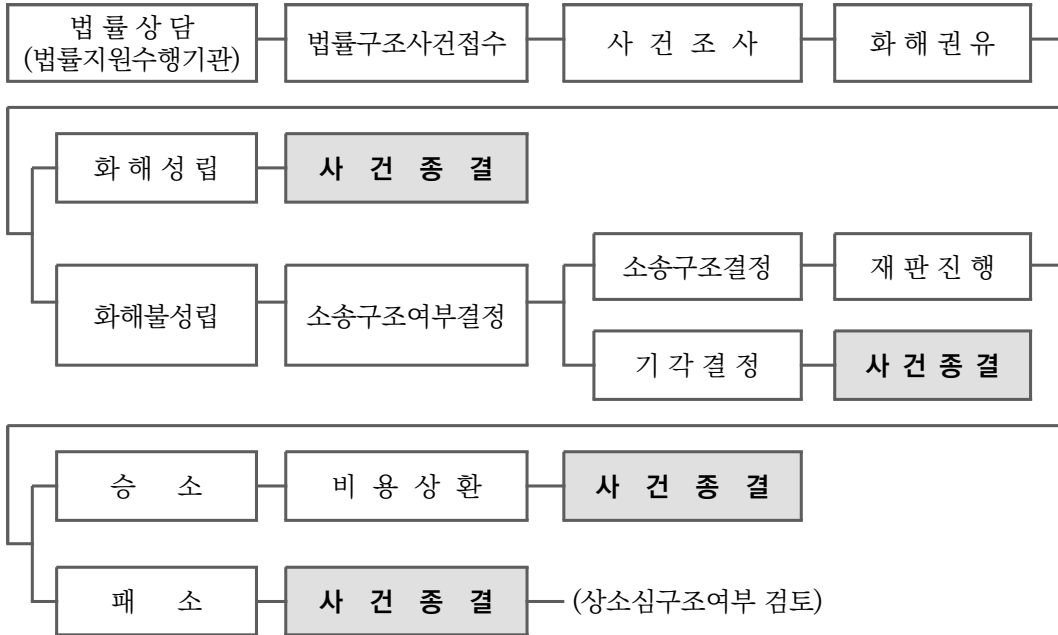 법 률 상 담
(법률지원수행기관)
법률구조사건접수
사 건 조 사
화 해 권 유
화 해 성 립
사 건 종 결
화해불성립
소송구조여부결정
소송구조결정
재 판 진 행
기 각 결 정
사 건 종 결
승 소
비 용 상 환
사 건 종 결
패 소
사 건 종 결
(상소심구조여부 검토)